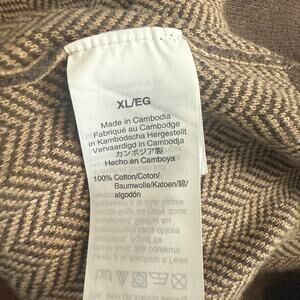 XL/EG
Made in Cambodia
Fabriqué au Cambodge
in Kambodscha Hergestellt
Vervaardigd in Cambodja
カンボジア製
Hecho en Camboya
100% Cotton/Coton/
Baumwolle/Katoen/綿/
algodón